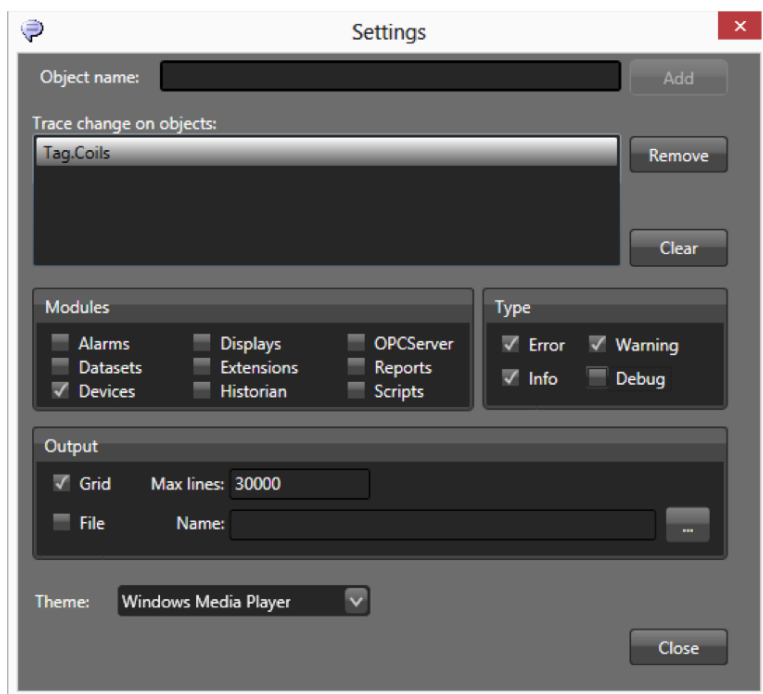 Settings
Object name: Add
Trace change on objects:
Tag.Coils
Remove
Clear
Modules
Alarms Displays OPCServer
Datasets Extensions Reports
Devices Historian Scripts
Type
Error Warning
Info Debug
Output
Grid Max lines: 30000
File Name: ...
Theme: Windows Media Player
Close